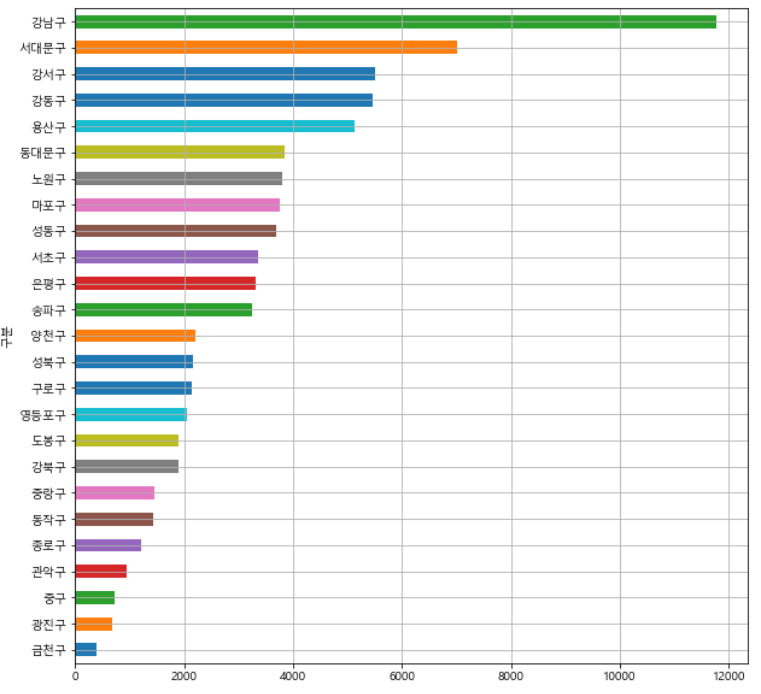 강남구
서대문구
강서구
강동구
용산구
동대문구
노원구
마포구
성동구
서초구
은평구
송파구
양천구
성북구
구로구
영등포구
도봉구
강북구
중랑구
동작구
종로구
관악구
중구
광진구
금천구
구분
0 2000 4000 6000 8000 10000 12000